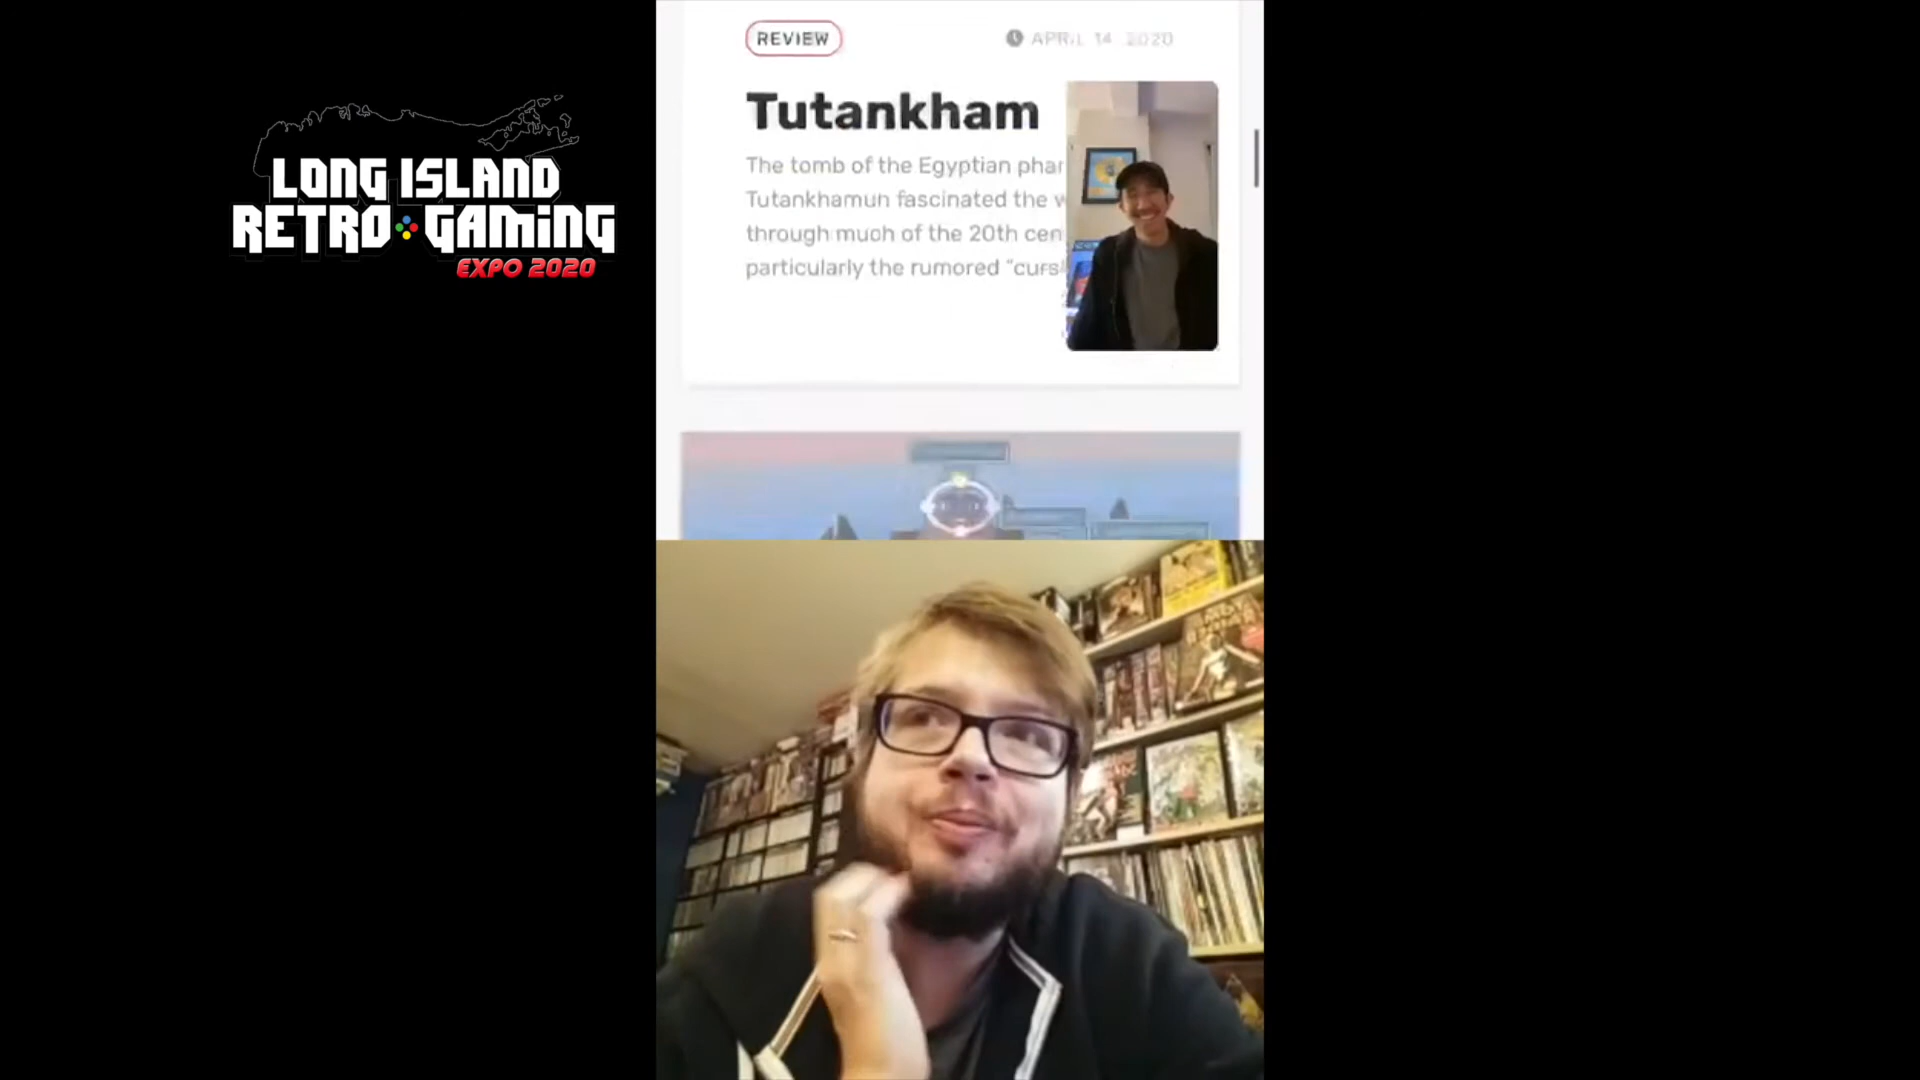 LONG ISLAND
RETRO GAMING
EXPO 2020
REVIEW
APRIL 14, 2020
Tutankham
The tomb of the Egyptian phar
Tutankhamun fascinated the w
through much of the 20th cen
particularly the rumored “curs